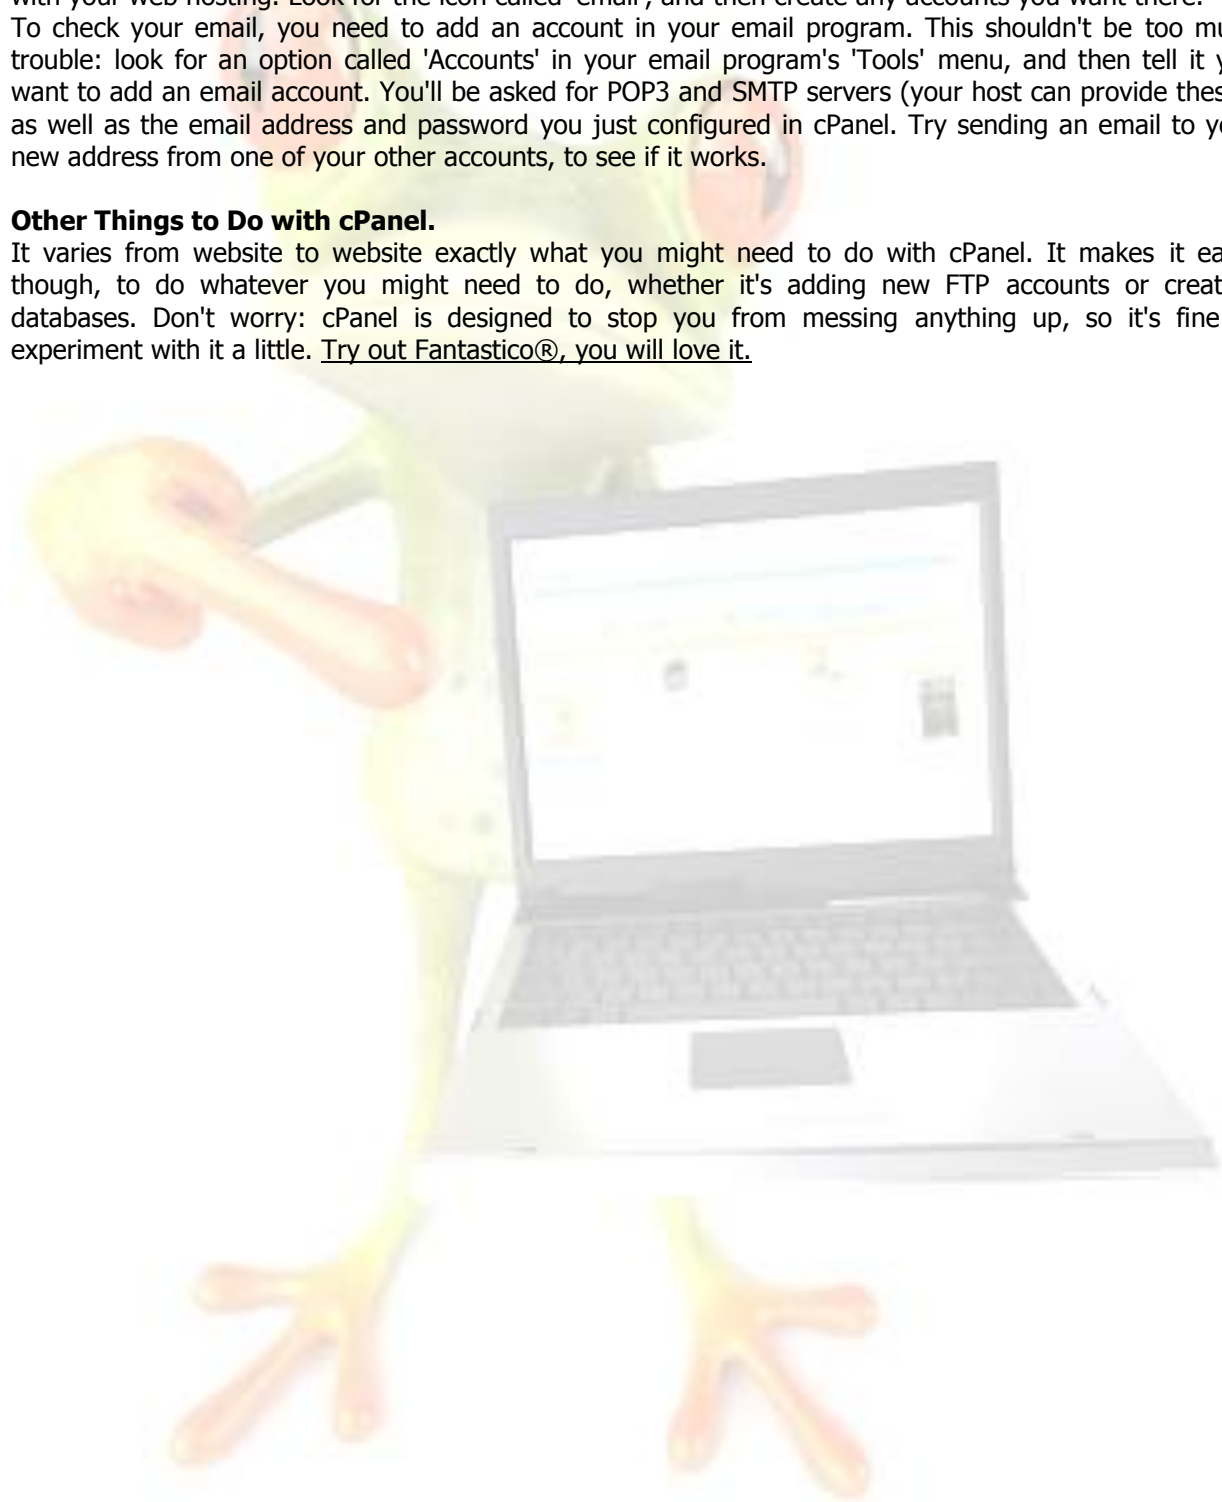 with your web hosting. Look for the icon called 'email', and then create any accounts you want there.
To check your email, you need to add an account in your email program. This shouldn't be too mu
trouble: look for an option called 'Accounts' in your email program's 'Tools' menu, and then tell it y
want to add an email account. You'll be asked for POP3 and SMTP servers (your host can provide thes
as well as the email address and password you just configured in cPanel. Try sending an email to yo
new address from one of your other accounts, to see if it works.
Other Things to Do with cPanel.
It varies from website to website exactly what you might need to do with cPanel. It makes it ea
though, to do whatever you might need to do, whether it's adding new FTP accounts or creat
databases. Don't worry: cPanel is designed to stop you from messing anything up, so it's fine
experiment with it a little. Try out Fantastico®, you will love it.